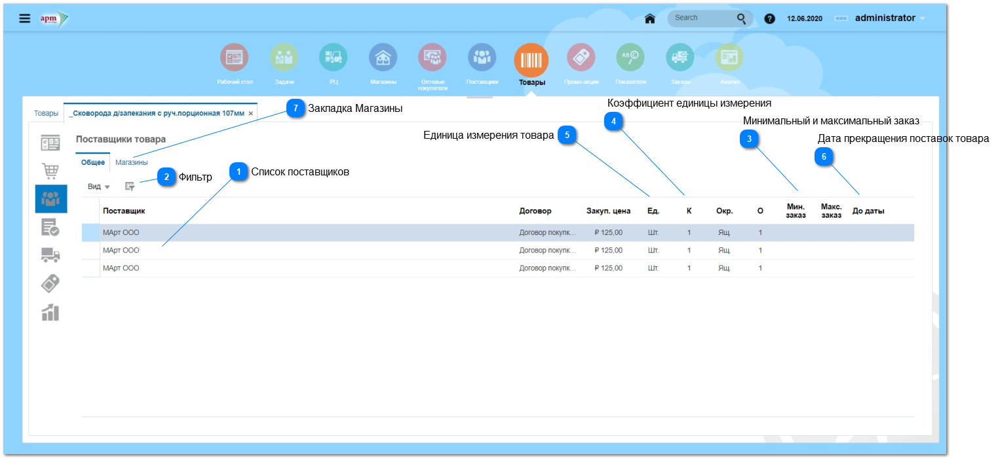 apm
Search
?
12.06.2020
administrator
Рабочий стол
Задачи
РЦ
Магазины
Оптовые
покупатели
Поставщики
Товары
Промо-акции
Показатели
Заказы
Анализ
Товары
_Сковорода д/запекания с руч.порционная 107мм ×
7 Закладка Магазины
4 Коэффициент единицы измерения
5 Единица измерения товара
3 Минимальный и максимальный заказ
6 Дата прекращения поставок товара
Поставщики товара
Общее Магазины
2 Фильтр
1 Список поставщиков
Вид
Поставщик Договор Закуп. цена Ед. К Окр. О Мин. заказ Макс. заказ До даты
МАрт ООО Договор покупк... ₽ 125,00 Шт. 1 Ящ. 1
МАрт ООО Договор покупк... ₽ 125,00 Шт. 1 Ящ. 1
МАрт ООО Договор покупк... ₽ 125,00 Шт. 1 Ящ. 1